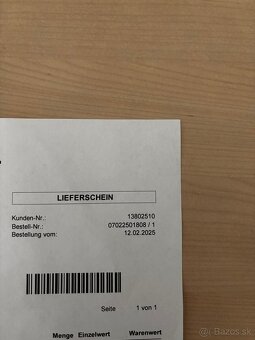 LIEFERSCHEIN
Kunden-Nr.: 13802510
Bestell-Nr.: 07022501808 / 1
Bestellung vom: 12.02.2025
Seite 1 von 1
Menge Einzelwert Warenwert
bazos.sk